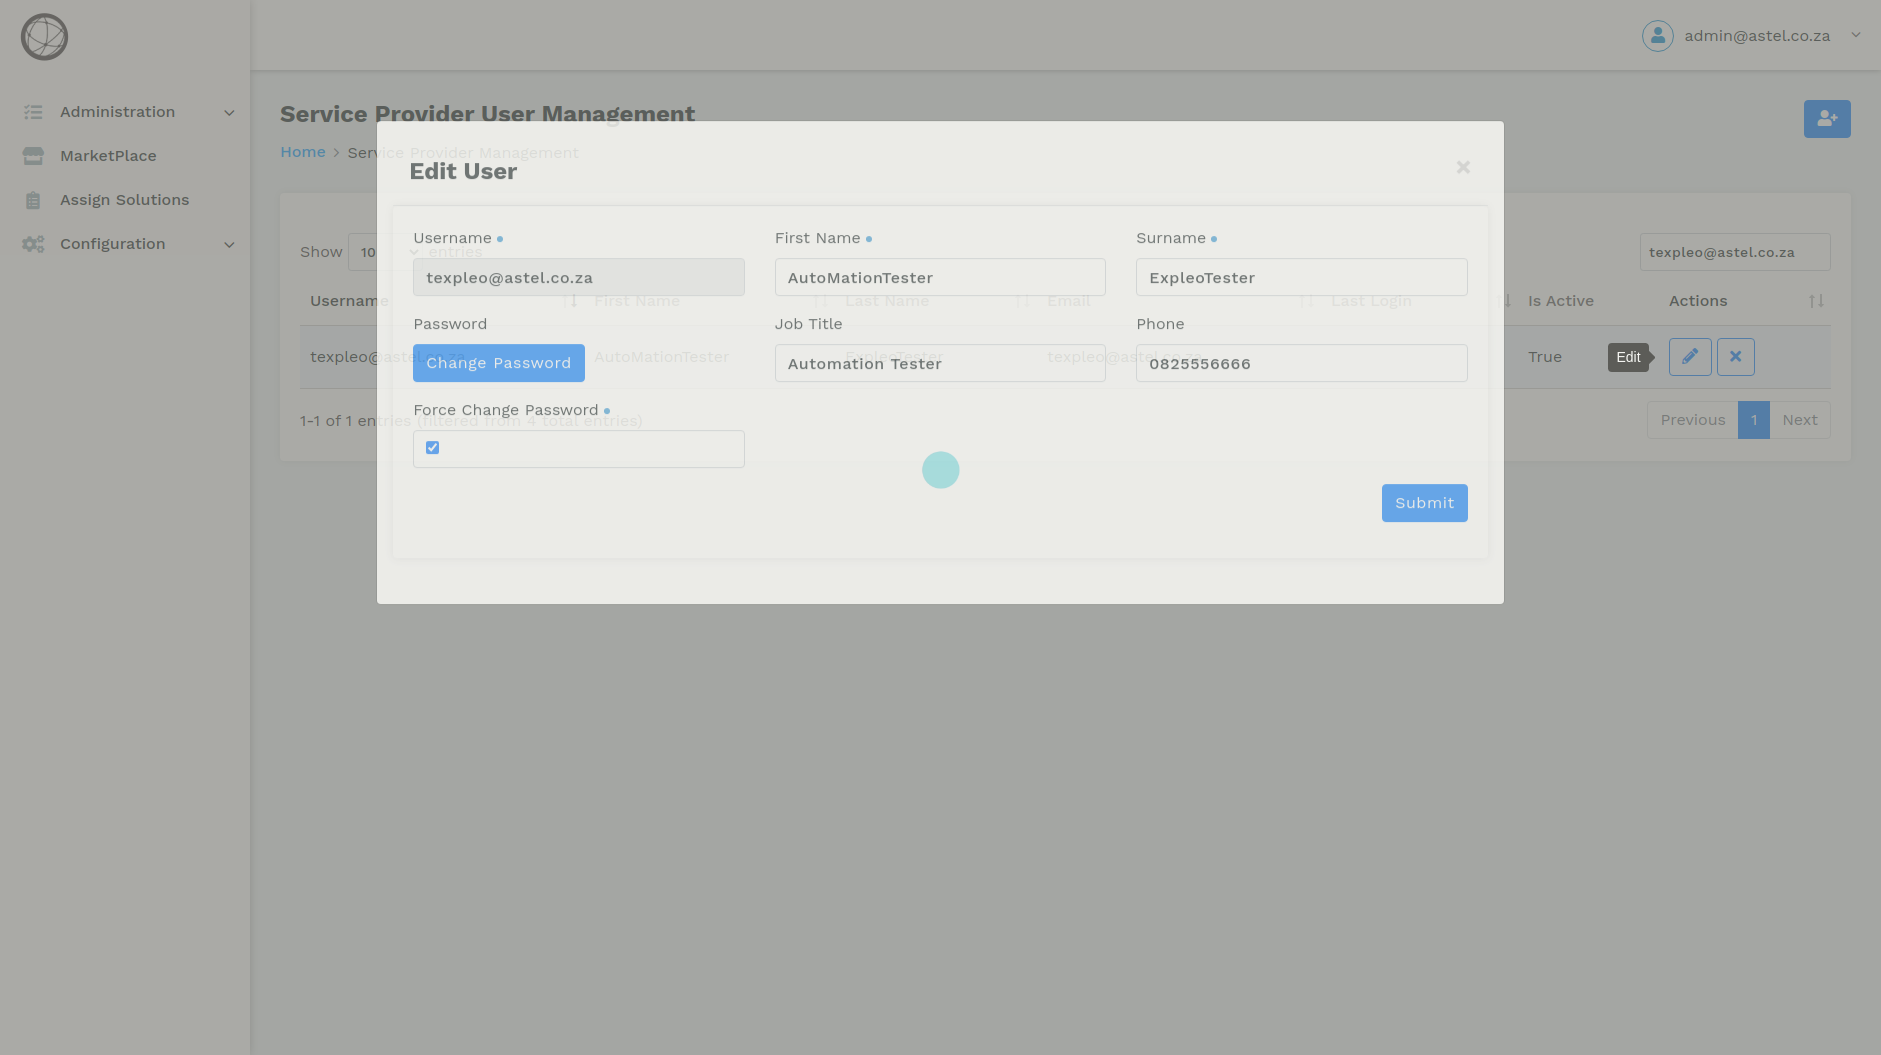 admin@astel.co.za
Administration
MarketPlace
Assign Solutions
Configuration
Service Provider User Management
Home > Service Provider Management
Edit User
×
Show 10 entries
texpleo@astel.co.za
Username First Name Last Name Email Last Login Is Active Actions
texpleo@astel.co.za AutoMationTester ExpleoTester texpleo@astel.co.za True Edit
1-1 of 1 entries (filtered from 4 total entries)
Previous 1 Next
Username First Name Surname
texpleo@astel.co.za AutoMationTester ExpleoTester
Password Job Title Phone
Change Password Automation Tester 0825556666
Force Change Password
Submit